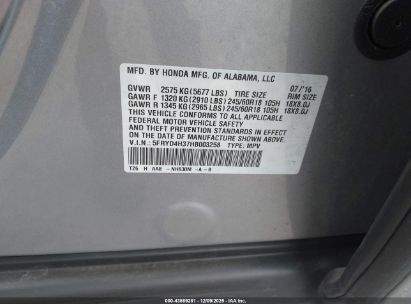 MFD. BY HONDA MFG. OF ALABAMA, LLC
GVWR 2575 KG(5677 LBS) TIRE SIZE 07/'16 RIM SIZE
GAWR F 1320 KG(2910 LBS) 245/60R18 105H 18X8.0J
GAWR R 1345 KG(2965 LBS) 245/60R18 105H 18X8.0J
THIS VEHICLE CONFORMS TO ALL APPLICABLE
FEDERAL MOTOR VEHICLE SAFETY
AND THEFT PREVENTION STANDARDS IN EFFECT
ON THE DATE OF MANUFACTURE SHOWN ABOVE.
V.I.N.: 5FRYD4H37HB003258 TYPE: MPV